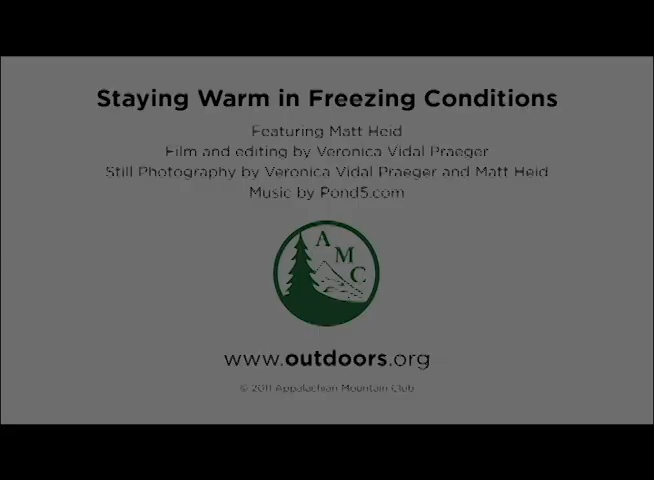 Staying Warm in Freezing Conditions
Featuring Matt Heid
Film and editing by Veronica Vidal Praeger
Still Photography by Veronica Vidal Praeger and Matt Heid
Music by Pond5.com
A
M
C
www.outdoors.org
© 2011 Appalachian Mountain Club